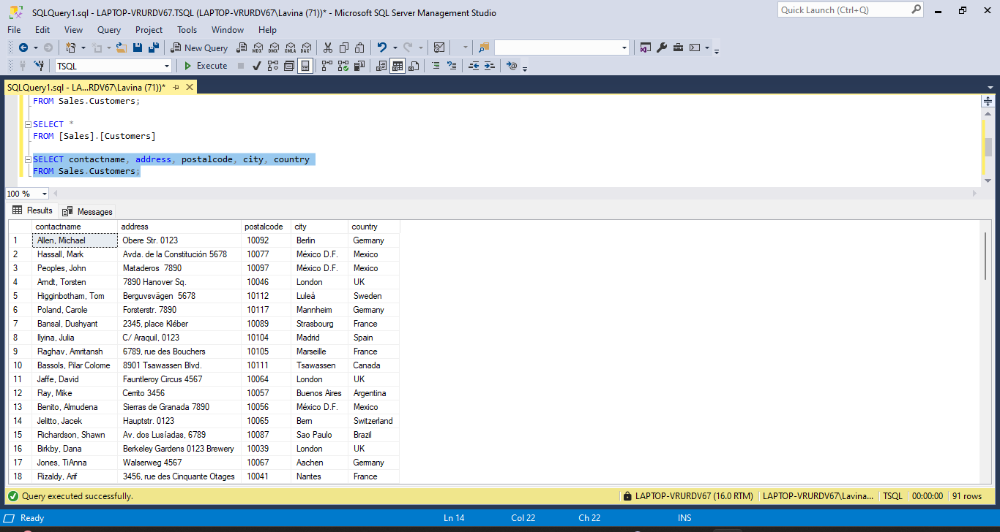 SQLQuery1.sql - LAPTOP-VRURDV67.TSQL (LAPTOP-VRURDV67\Lavina (71))* - Microsoft SQL Server Management Studio
Quick Launch (Ctrl+Q)
File Edit View Query Project Tools Window Help
New Query MDX DMX XMLA DAX
TSQL Execute
SQLQuery1.sql - LA...RDV67\Lavina (71))*
FROM Sales.Customers;
SELECT *
FROM [Sales].[Customers]
SELECT contactname, address, postalcode, city, country
FROM Sales.Customers;
100 %
Results Messages
contactname address postalcode city country
1 Allen, Michael Obere Str. 0123 10092 Berlin Germany
2 Hassall, Mark Avda. de la Constitución 5678 10077 México D.F. Mexico
3 Peoples, John Mataderos 7890 10097 México D.F. Mexico
4 Arndt, Torsten 7890 Hanover Sq. 10046 London UK
5 Higginbotham, Tom Berguvsvägen 5678 10112 Luleå Sweden
6 Poland, Carole Forsterstr. 7890 10117 Mannheim Germany
7 Bansal, Dushyant 2345, place Kléber 10089 Strasbourg France
8 Ilyina, Julia C/ Araquil, 0123 10104 Madrid Spain
9 Raghav, Amritansh 6789, rue des Bouchers 10105 Marseille France
10 Bassols, Pilar Colome 8901 Tsawassen Blvd. 10111 Tsawassen Canada
11 Jaffe, David Fauntleroy Circus 4567 10064 London UK
12 Ray, Mike Cerrito 3456 10057 Buenos Aires Argentina
13 Benito, Almudena Sierras de Granada 7890 10056 México D.F. Mexico
14 Jelitto, Jacek Hauptstr. 0123 10065 Bern Switzerland
15 Richardson, Shawn Av. dos Lusíadas, 6789 10087 Sao Paulo Brazil
16 Birkby, Dana Berkeley Gardens 0123 Brewery 10039 London UK
17 Jones, TiAnna Walserweg 4567 10067 Aachen Germany
18 Rizaldy, Arif 3456, rue des Cinquante Otages 10041 Nantes France
Query executed successfully. LAPTOP-VRURDV67 (16.0 RTM) LAPTOP-VRURDV67\Lavina... TSQL 00:00:00 91 rows
Ready Ln 14 Col 22 Ch 22 INS